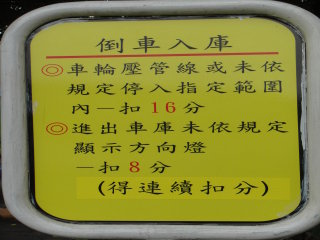 倒車入庫
◎車輪壓管線或未依
規定停入指定範圍
內－扣16分
◎進出車庫未依規定
顯示方向燈
－扣8分
(得連續扣分)